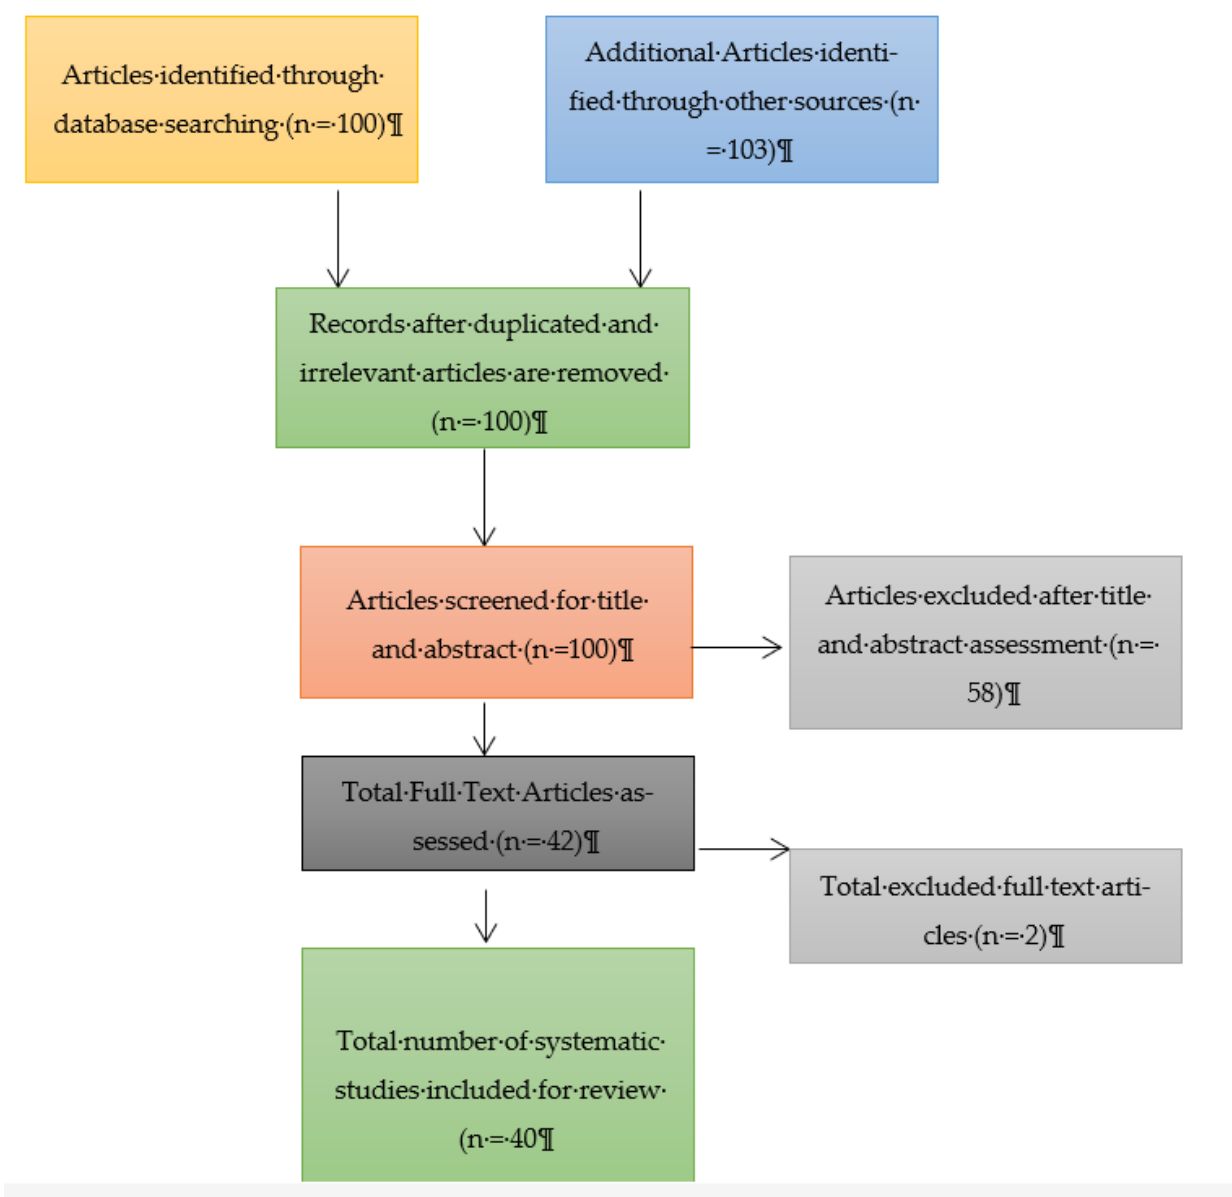 Articles·identified·through·
database·searching·(n·=·100)¶
Additional·Articles·identi-
fied·through·other·sources·(n·
=·103)¶
Records·after·duplicated·and·
irrelevant·articles·are·removed·
(n·=·100)¶
Articles·screened·for·title·
and·abstract·(n·=100)¶
Articles·excluded·after·title·
and·abstract·assessment·(n·=·
58)¶
Total·Full·Text·Articles·as-
sessed·(n·=·42)¶
Total·excluded·full·text·arti-
cles·(n·=·2)¶
Total·number·of·systematic·
studies·included·for·review·
(n·=·40¶